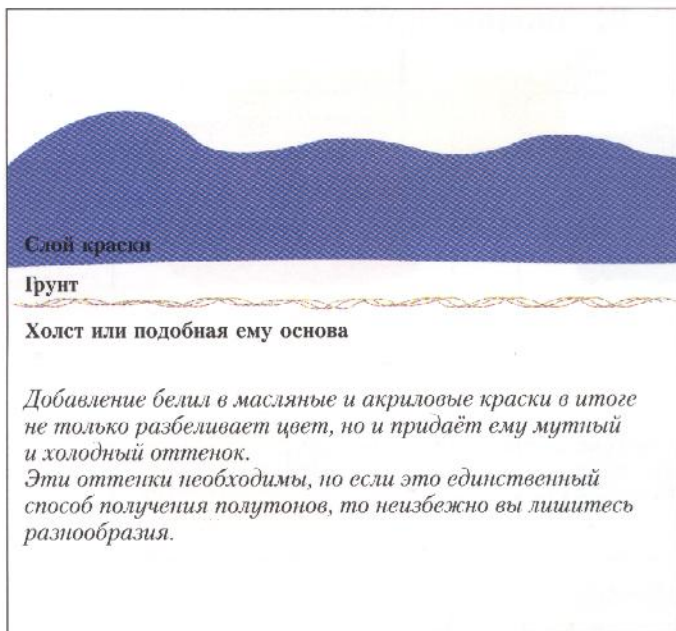 Слой краски
Грунт
Холст или подобная ему основа
Добавление белил в масляные и акриловые краски в итоге
не только разбеливает цвет, но и придаёт ему мутный
и холодный оттенок.
Эти оттенки необходимы, но если это единственный
способ получения полутонов, то неизбежно вы лишитесь
разнообразия.